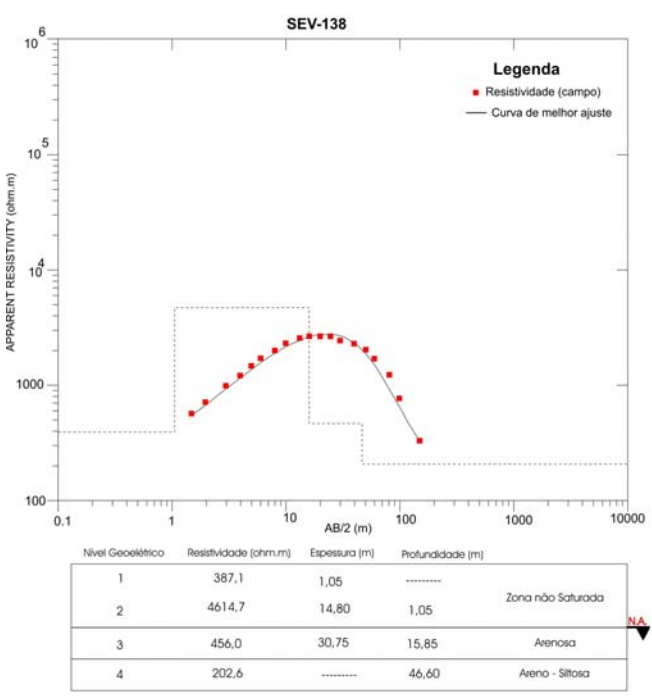 SEV-138
10 6
Legenda
Resistividade (campo)
Curva de melhor ajuste
10 5
APPARENT RESISTIVITY (ohm.m)
10 4
1000
100
0.1 1 10 100 1000 10000
AB/2 (m)
Nível Geoelétrico Resistividade (ohm.m) Espessura (m) Profundidade (m)
1 387,1 1,05 ---------
2 4614,7 14,80 1,05 Zona não Saturada
N.A.
3 456,0 30,75 15,85 Arenosa
4 202,6 --------- 46,60 Areno - Siltosa